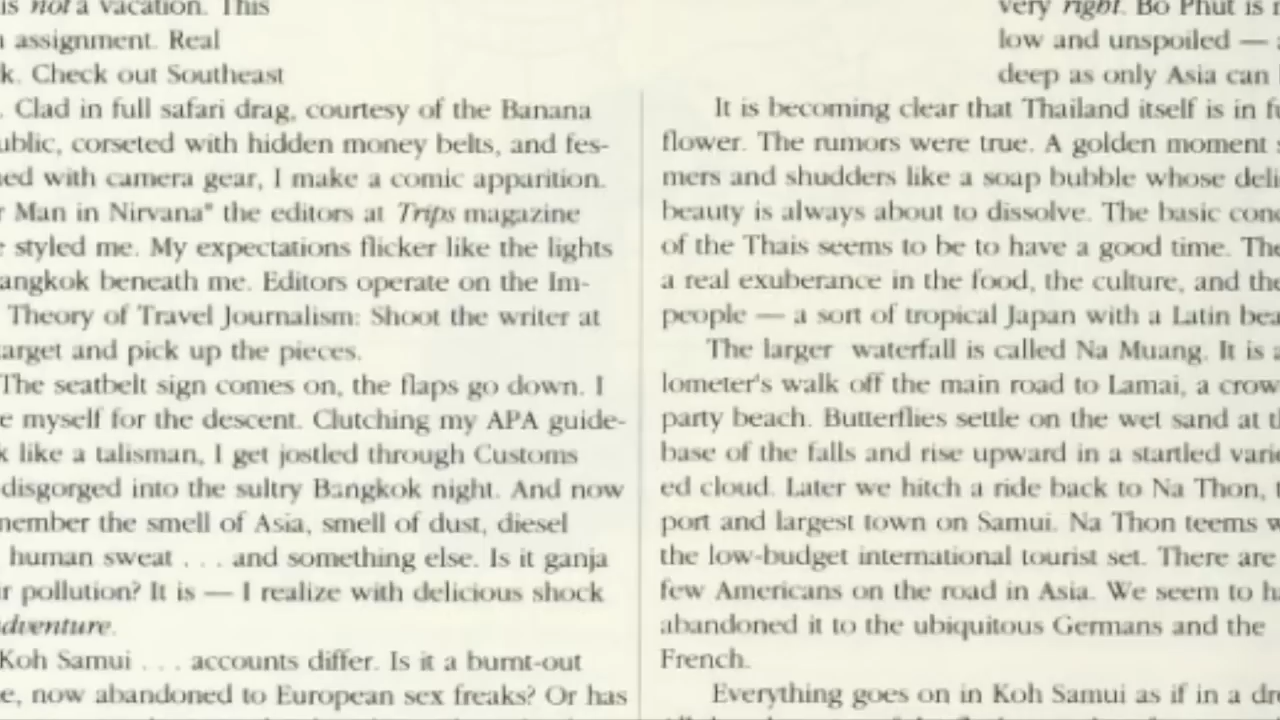 is not a vacation. This
assignment. Real
k. Check out Southeast
. Clad in full safari drag, courtesy of the Banana
ublic, corseted with hidden money belts, and fes-
ned with camera gear, I make a comic apparition.
r Man in Nirvana" the editors at Trips magazine
e styled me. My expectations flicker like the lights
angkok beneath me. Editors operate on the Im-
Theory of Travel Journalism: Shoot the writer at
arget and pick up the pieces.
The seatbelt sign comes on, the flaps go down. I
e myself for the descent. Clutching my APA guide-
k like a talisman, I get jostled through Customs
disgorged into the sultry Bangkok night. And now
nember the smell of Asia, smell of dust, diesel
human sweat . . . and something else. Is it ganja
r pollution? It is — I realize with delicious shock
dventure.
Koh Samui . . . accounts differ. Is it a burnt-out
e, now abandoned to European sex freaks? Or has
very right. Bo Phut is
low and unspoiled —
deep as only Asia can
It is becoming clear that Thailand itself is in fu
flower. The rumors were true. A golden moment s
mers and shudders like a soap bubble whose deli
beauty is always about to dissolve. The basic conc
of the Thais seems to be to have a good time. The
a real exuberance in the food, the culture, and the
people — a sort of tropical Japan with a Latin bea
The larger waterfall is called Na Muang. It is a
lometer's walk off the main road to Lamai, a crow
party beach. Butterflies settle on the wet sand at th
base of the falls and rise upward in a startled varie
ed cloud. Later we hitch a ride back to Na Thon, t
port and largest town on Samui. Na Thon teems w
the low-budget international tourist set. There are
few Americans on the road in Asia. We seem to ha
abandoned it to the ubiquitous Germans and the
French.
Everything goes on in Koh Samui as if in a dr